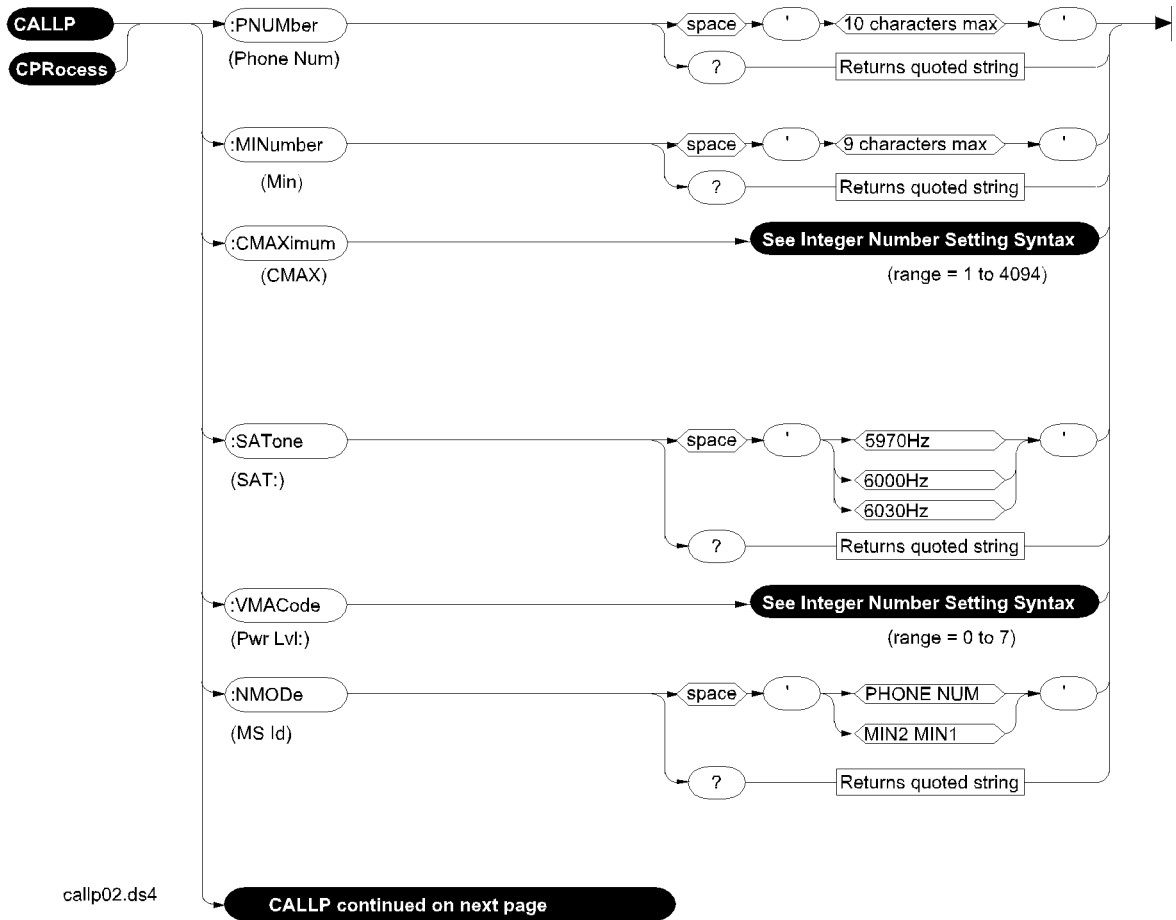 CALLP
:PNUMber
space
'
10 characters max
'
CPRocess
(Phone Num)
?
Returns quoted string
:MINumber
space
'
9 characters max
'
(Min)
?
Returns quoted string
:CMAXimum
See Integer Number Setting Syntax
(CMAX)
(range = 1 to 4094)
:SATone
space
'
5970Hz
'
(SAT:)
6000Hz
6030Hz
?
Returns quoted string
:VMACode
See Integer Number Setting Syntax
(Pwr Lvl:)
(range = 0 to 7)
:NMODe
space
'
PHONE NUM
'
(MS Id)
MIN2 MIN1
?
Returns quoted string
callp02.ds4
CALLP continued on next page